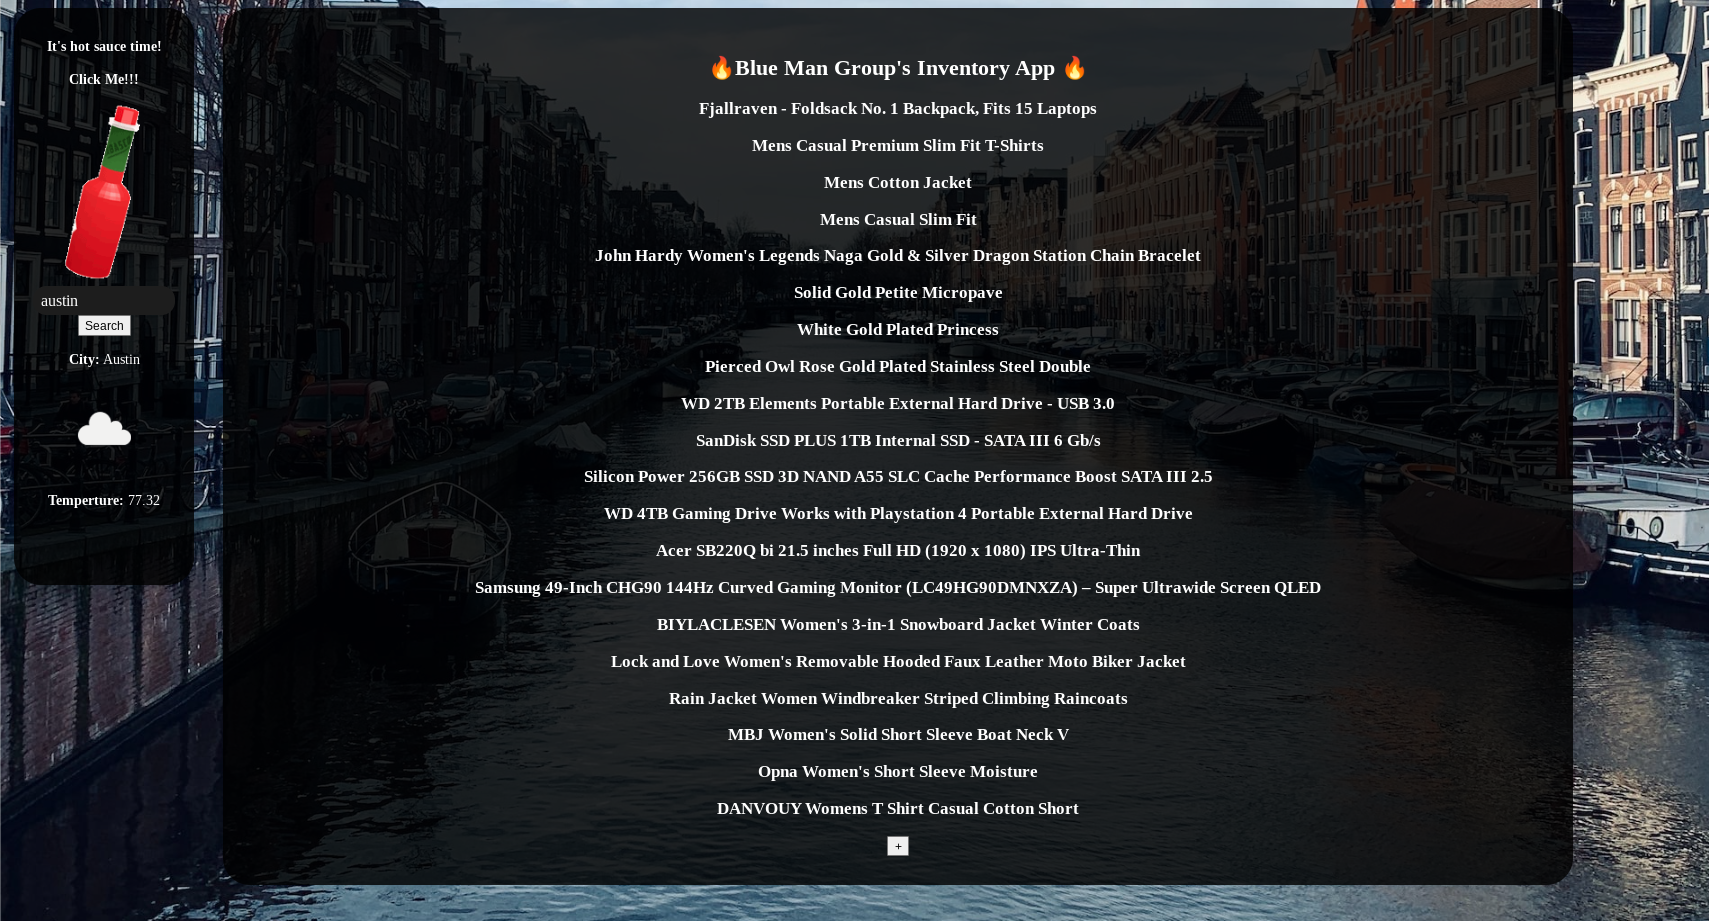 It's hot sauce time!
Click Me!!!
austin
Search
City: Austin
Temperture: 77.32
🔥Blue Man Group's Inventory App 🔥
Fjallraven - Foldsack No. 1 Backpack, Fits 15 Laptops
Mens Casual Premium Slim Fit T-Shirts
Mens Cotton Jacket
Mens Casual Slim Fit
John Hardy Women's Legends Naga Gold & Silver Dragon Station Chain Bracelet
Solid Gold Petite Micropave
White Gold Plated Princess
Pierced Owl Rose Gold Plated Stainless Steel Double
WD 2TB Elements Portable External Hard Drive - USB 3.0
SanDisk SSD PLUS 1TB Internal SSD - SATA III 6 Gb/s
Silicon Power 256GB SSD 3D NAND A55 SLC Cache Performance Boost SATA III 2.5
WD 4TB Gaming Drive Works with Playstation 4 Portable External Hard Drive
Acer SB220Q bi 21.5 inches Full HD (1920 x 1080) IPS Ultra-Thin
Samsung 49-Inch CHG90 144Hz Curved Gaming Monitor (LC49HG90DMNXZA) – Super Ultrawide Screen QLED
BIYLACLESEN Women's 3-in-1 Snowboard Jacket Winter Coats
Lock and Love Women's Removable Hooded Faux Leather Moto Biker Jacket
Rain Jacket Women Windbreaker Striped Climbing Raincoats
MBJ Women's Solid Short Sleeve Boat Neck V
Opna Women's Short Sleeve Moisture
DANVOUY Womens T Shirt Casual Cotton Short
+